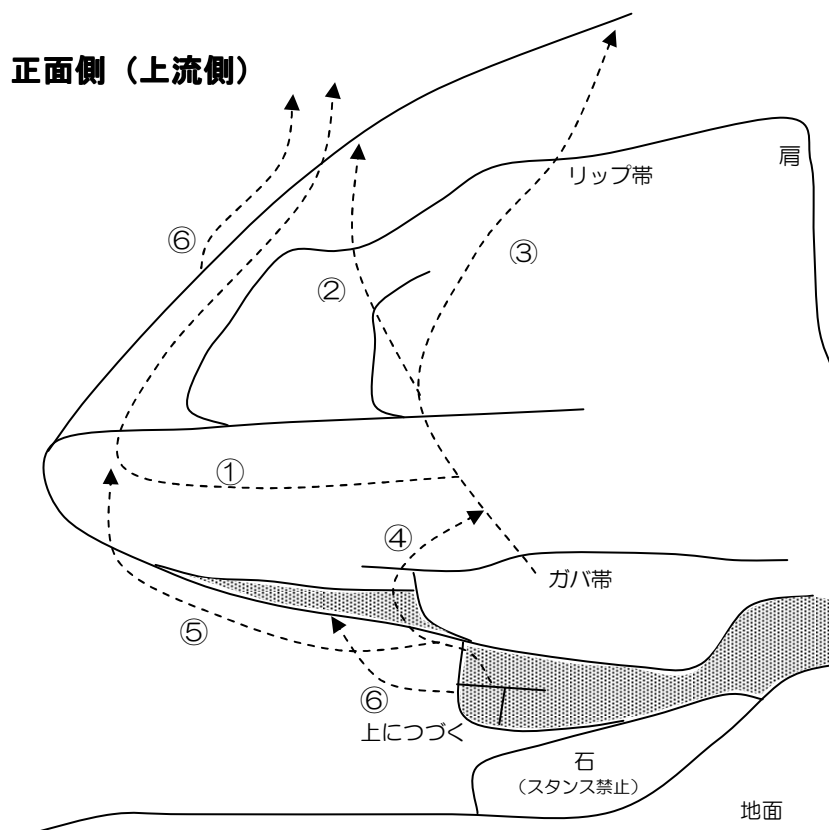 正面側（上流側）
肩
リップ帯
⑥
③
②
①
④
ガバ帯
⑤
⑥
上につづく
石
（スタンス禁止）
地面